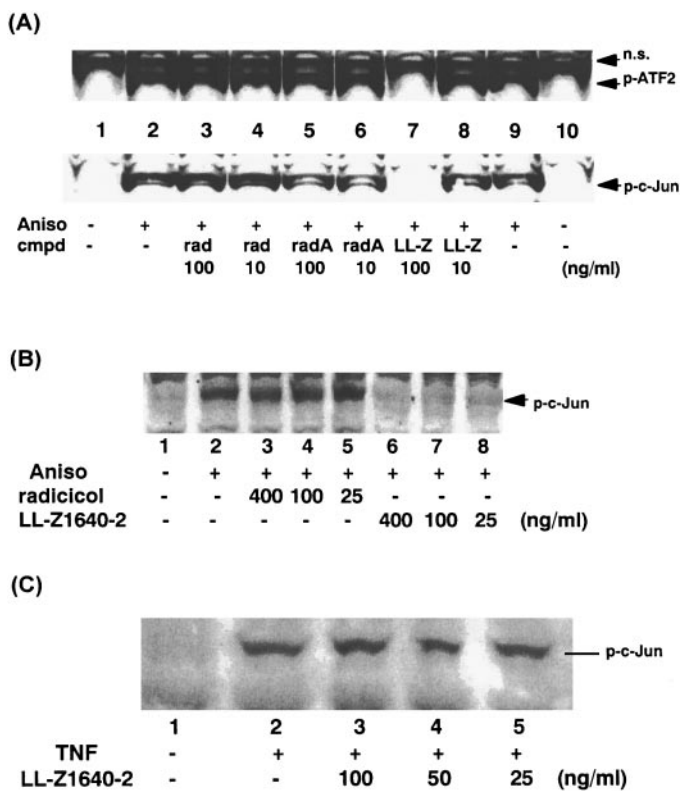 (A)
n.s.
p-ATF2
1 2 3 4 5 6 7 8 9 10
p-c-Jun
Aniso - + + + + + + + + -
cmpd - - rad rad radA radA LL-Z LL-Z - -
100 10 100 10 100 10 (ng/ml)
(B)
p-c-Jun
1 2 3 4 5 6 7 8
Aniso - + + + + + + +
radicicol - - 400 100 25 - - -
LL-Z1640-2 - - - - - 400 100 25 (ng/ml)
(C)
p-c-Jun
1 2 3 4 5
TNF - + + + +
LL-Z1640-2 - - 100 50 25 (ng/ml)